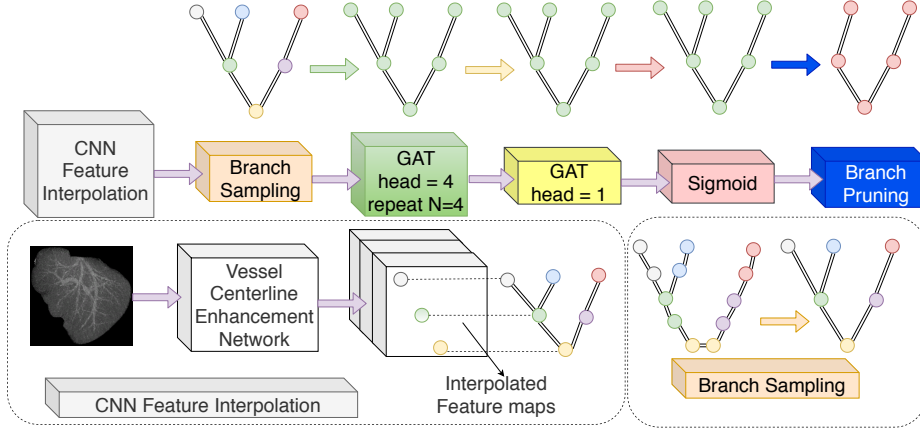 CNN
Feature
Interpolation
Branch
Sampling
GAT
head = 4
repeat N=4
GAT
head = 1
Sigmoid
Branch
Pruning
Vessel
Centerline
Enhancement
Network
Interpolated
Feature maps
CNN Feature Interpolation
Branch Sampling